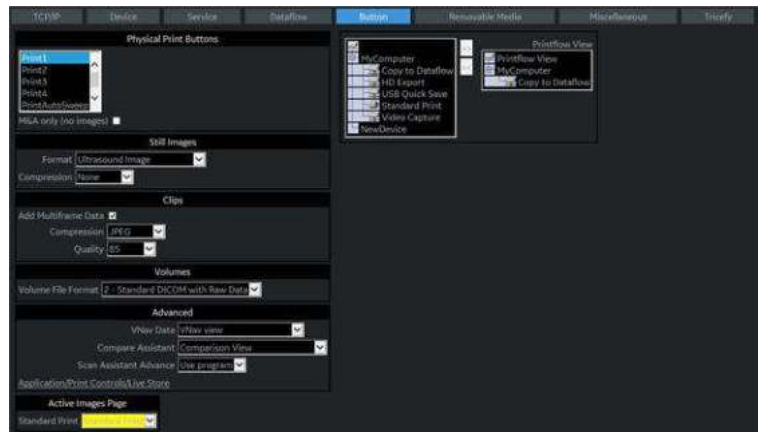 TCP/IP Device Service Dataflow Button Removable Media Miscellaneous Tricefy
Physical Print Buttons
Print1
Print2
Print3
Print4
PrintAutoSweep
M&A only (no images)
Still Images
Format Ultrasound Image
Compression None
Clips
Add Multiframe Data
Compression JPEG
Quality 85
Volumes
Volume File Format 2 - Standard DICOM with Raw Data
Advanced
VNav Data VNav view
Compare Assistant Comparison View
Scan Assistant Advance Use program
Application/Print Controls/Live Store
Active Images Page
Standard Print
MyComputer
Copy to Dataflow
HD Export
USB Quick Save
Standard Print
Video Capture
NewDevice
Printflow View
Printflow View
MyComputer
Copy to Dataflow